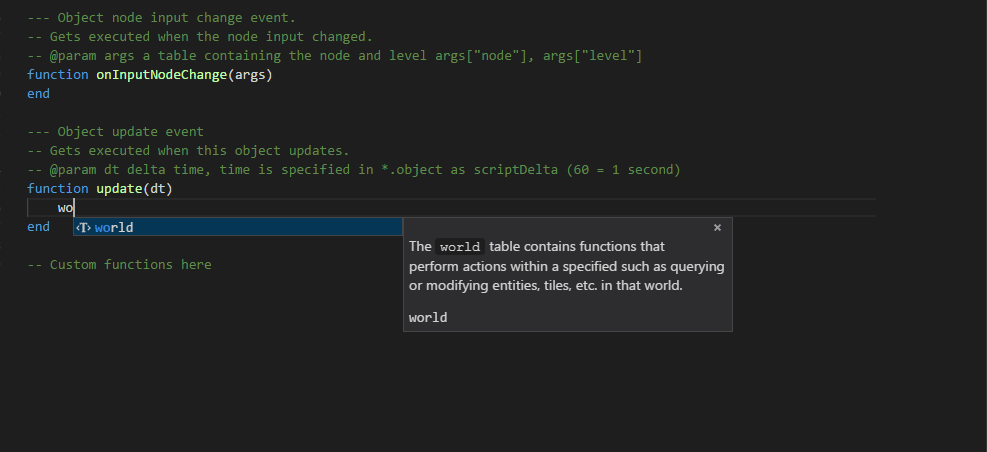 --- Object node input change event.
-- Gets executed when the node input changed.
-- @param args a table containing the node and level args["node"], args["level"]
function onInputNodeChange(args)
end
--- Object update event
-- Gets executed when this object updates.
-- @param dt delta time, time is specified in *.object as scriptDelta (60 = 1 second)
function update(dt)
wo
end
<T> world
×
The world table contains functions that
perform actions within a specified such as querying
or modifying entities, tiles, etc. in that world.
world
-- Custom functions here